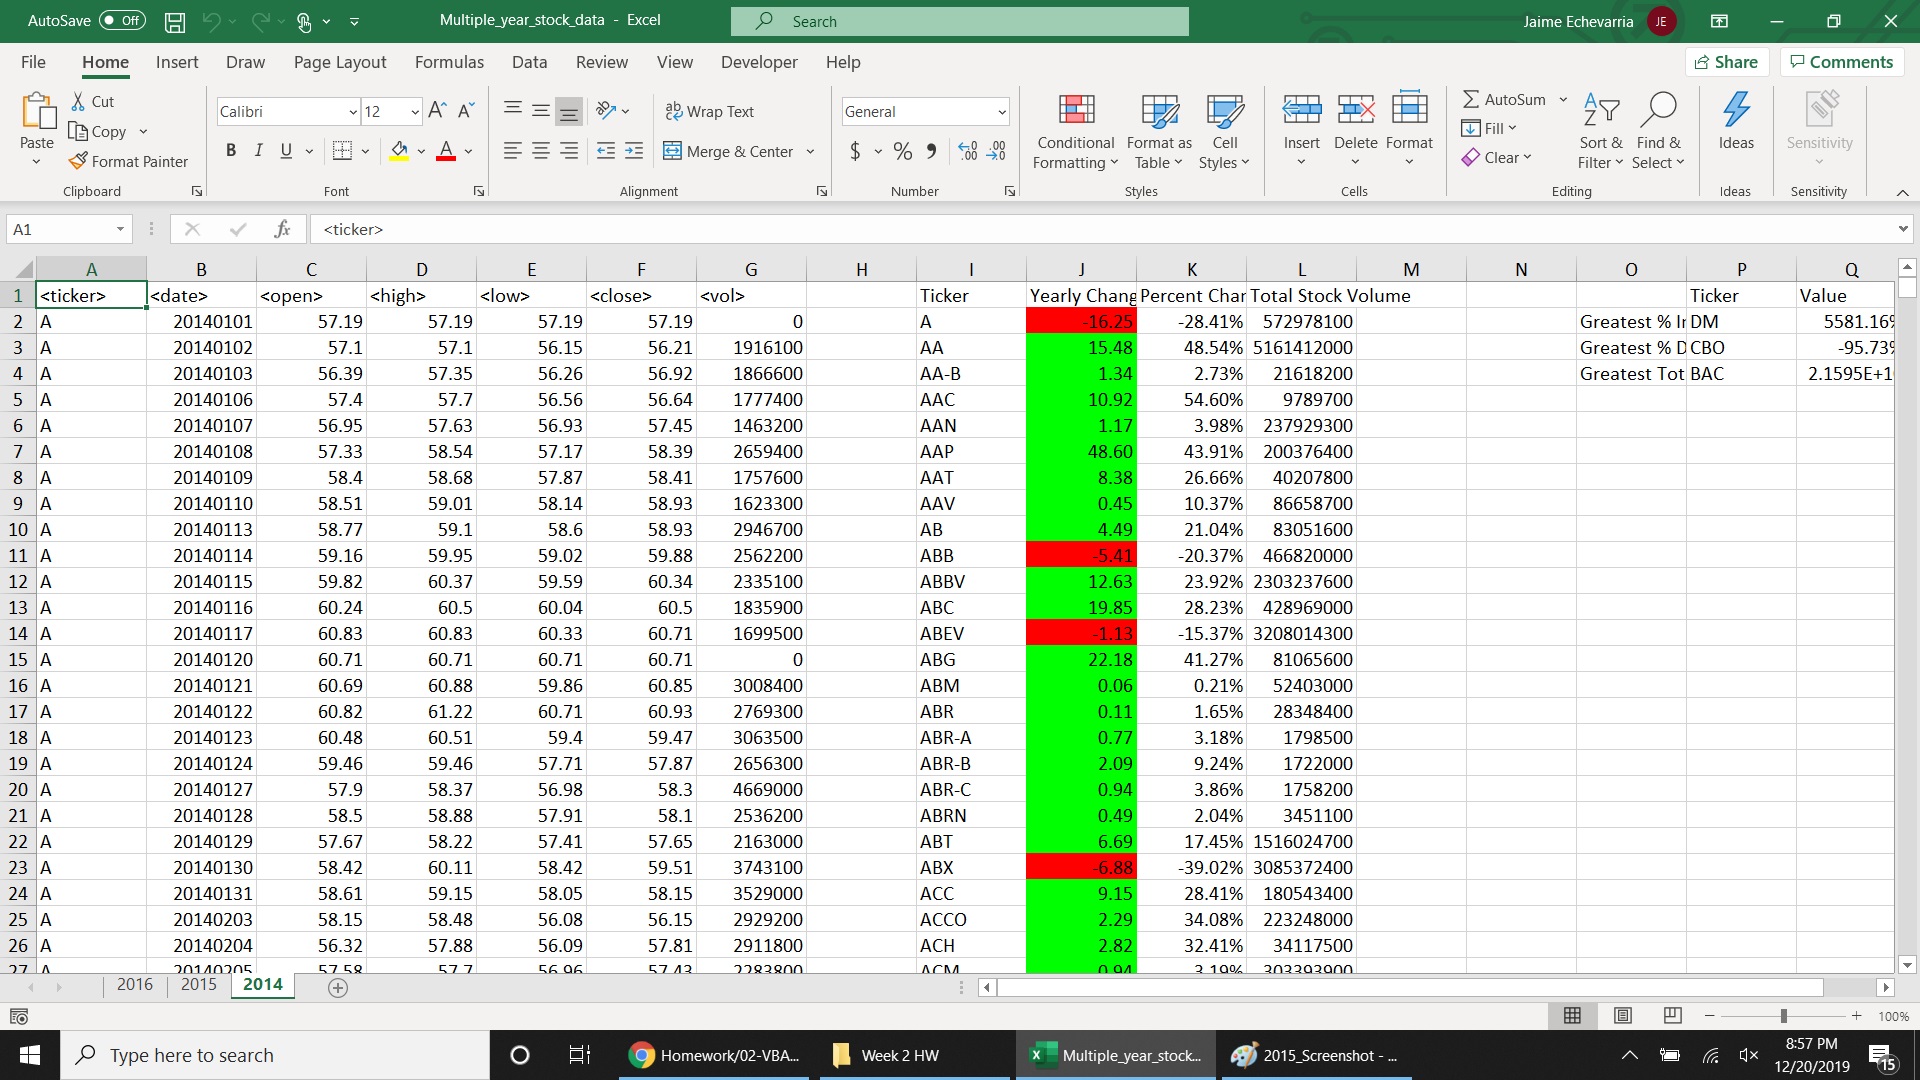 AutoSave Off Multiple_year_stock_data - Excel Search Jaime Echevarria JE
File Home Insert Draw Page Layout Formulas Data Review View Developer Help Share Comments
Cut
Copy
Format Painter
Paste
Clipboard
Calibri 12
B I U
Font
Wrap Text
Merge & Center
Alignment
General
$ % 9
Number
Conditional Formatting
Format as Table
Cell Styles
Styles
Insert Delete Format
Cells
AutoSum
Fill
Clear
Sort & Filter
Find & Select
Editing
Ideas
Ideas
Sensitivity
Sensitivity
A1 fx <ticker>
A B C D E F G H I J K L M N O P Q
1 <ticker> <date> <open> <high> <low> <close> <vol> Ticker Yearly Chang Percent Char Total Stock Volume Ticker Value
2 A 20140101 57.19 57.19 57.19 57.19 0 A -16.25 -28.41% 572978100 Greatest % Ir DM 5581.16%
3 A 20140102 57.1 57.1 56.15 56.21 1916100 AA 15.48 48.54% 5161412000 Greatest % D CBO -95.73%
4 A 20140103 56.39 57.35 56.26 56.92 1866600 AA-B 1.34 2.73% 21618200 Greatest Tot BAC 2.1595E+1
5 A 20140106 57.4 57.7 56.56 56.64 1777400 AAC 10.92 54.60% 9789700
6 A 20140107 56.95 57.63 56.93 57.45 1463200 AAN 1.17 3.98% 237929300
7 A 20140108 57.33 58.54 57.17 58.39 2659400 AAP 48.60 43.91% 200376400
8 A 20140109 58.4 58.68 57.87 58.41 1757600 AAT 8.38 26.66% 40207800
9 A 20140110 58.51 59.01 58.14 58.93 1623300 AAV 0.45 10.37% 86658700
10 A 20140113 58.77 59.1 58.6 58.93 2946700 AB 4.49 21.04% 83051600
11 A 20140114 59.16 59.95 59.02 59.88 2562200 ABB -5.41 -20.37% 466820000
12 A 20140115 59.82 60.37 59.59 60.34 2335100 ABBV 12.63 23.92% 2303237600
13 A 20140116 60.24 60.5 60.04 60.5 1835900 ABC 19.85 28.23% 428969000
14 A 20140117 60.83 60.83 60.33 60.71 1699500 ABEV -1.13 -15.37% 3208014300
15 A 20140120 60.71 60.71 60.71 60.71 0 ABG 22.18 41.27% 81065600
16 A 20140121 60.69 60.88 59.86 60.85 3008400 ABM 0.06 0.21% 52403000
17 A 20140122 60.82 61.22 60.71 60.93 2769300 ABR 0.11 1.65% 28348400
18 A 20140123 60.48 60.51 59.4 59.47 3063500 ABR-A 0.77 3.18% 1798500
19 A 20140124 59.46 59.46 57.71 57.87 2656300 ABR-B 2.09 9.24% 1722000
20 A 20140127 57.9 58.37 56.98 58.3 4669000 ABR-C 0.94 3.86% 1758200
21 A 20140128 58.5 58.88 57.91 58.1 2536200 ABRN 0.49 2.04% 3451100
22 A 20140129 57.67 58.22 57.41 57.65 2163000 ABT 6.69 17.45% 1516024700
23 A 20140130 58.42 60.11 58.42 59.51 3743100 ABX -6.88 -39.02% 3085372400
24 A 20140131 58.61 59.15 58.05 58.15 3529000 ACC 9.15 28.41% 180543400
25 A 20140203 58.15 58.48 56.08 56.15 2929200 ACCO 2.29 34.08% 223248000
26 A 20140204 56.32 57.88 56.09 57.81 2911800 ACH 2.82 32.41% 34117500
27 A 20140205 57.58 57.7 56.96 57.43 2283800 ACM 0.94 3.19% 303393900
2016 2015 2014
100%
Type here to search Homework/02-VBA... Week 2 HW Multiple_year_stock... 2015_Screenshot - ... 8:57 PM
12/20/2019 15